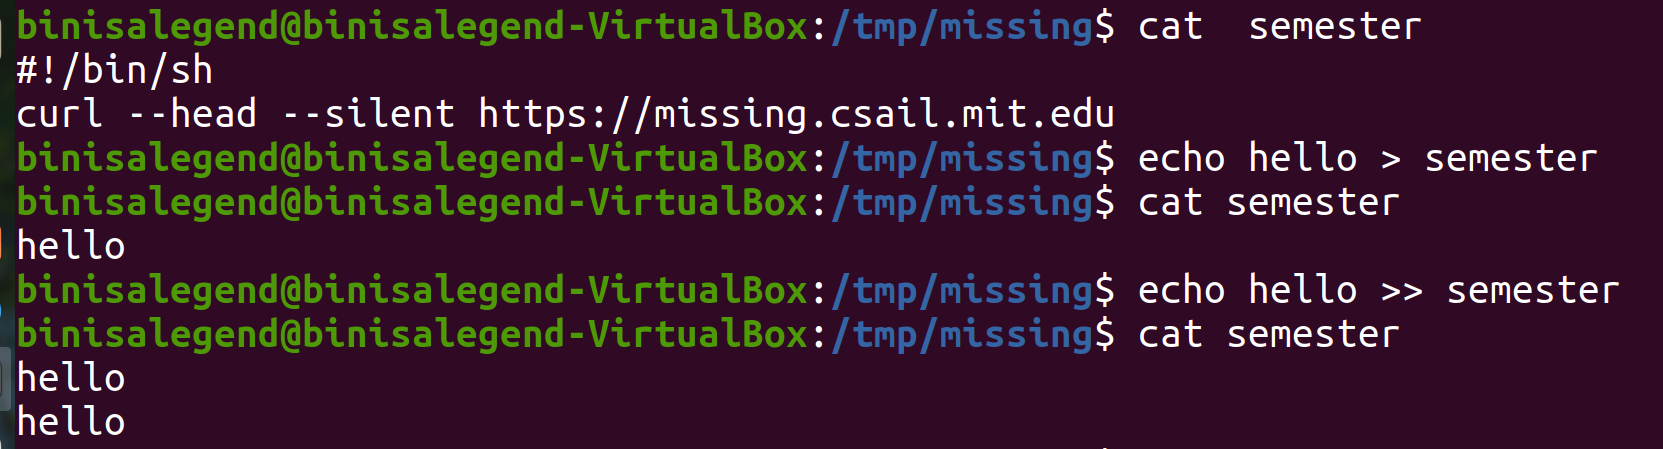 binisalegend@binisalegend-VirtualBox:/tmp/missing$ cat  semester
#!/bin/sh
curl --head --silent https://missing.csail.mit.edu
binisalegend@binisalegend-VirtualBox:/tmp/missing$ echo hello > semester
binisalegend@binisalegend-VirtualBox:/tmp/missing$ cat semester
hello
binisalegend@binisalegend-VirtualBox:/tmp/missing$ echo hello >> semester
binisalegend@binisalegend-VirtualBox:/tmp/missing$ cat semester
hello
hello